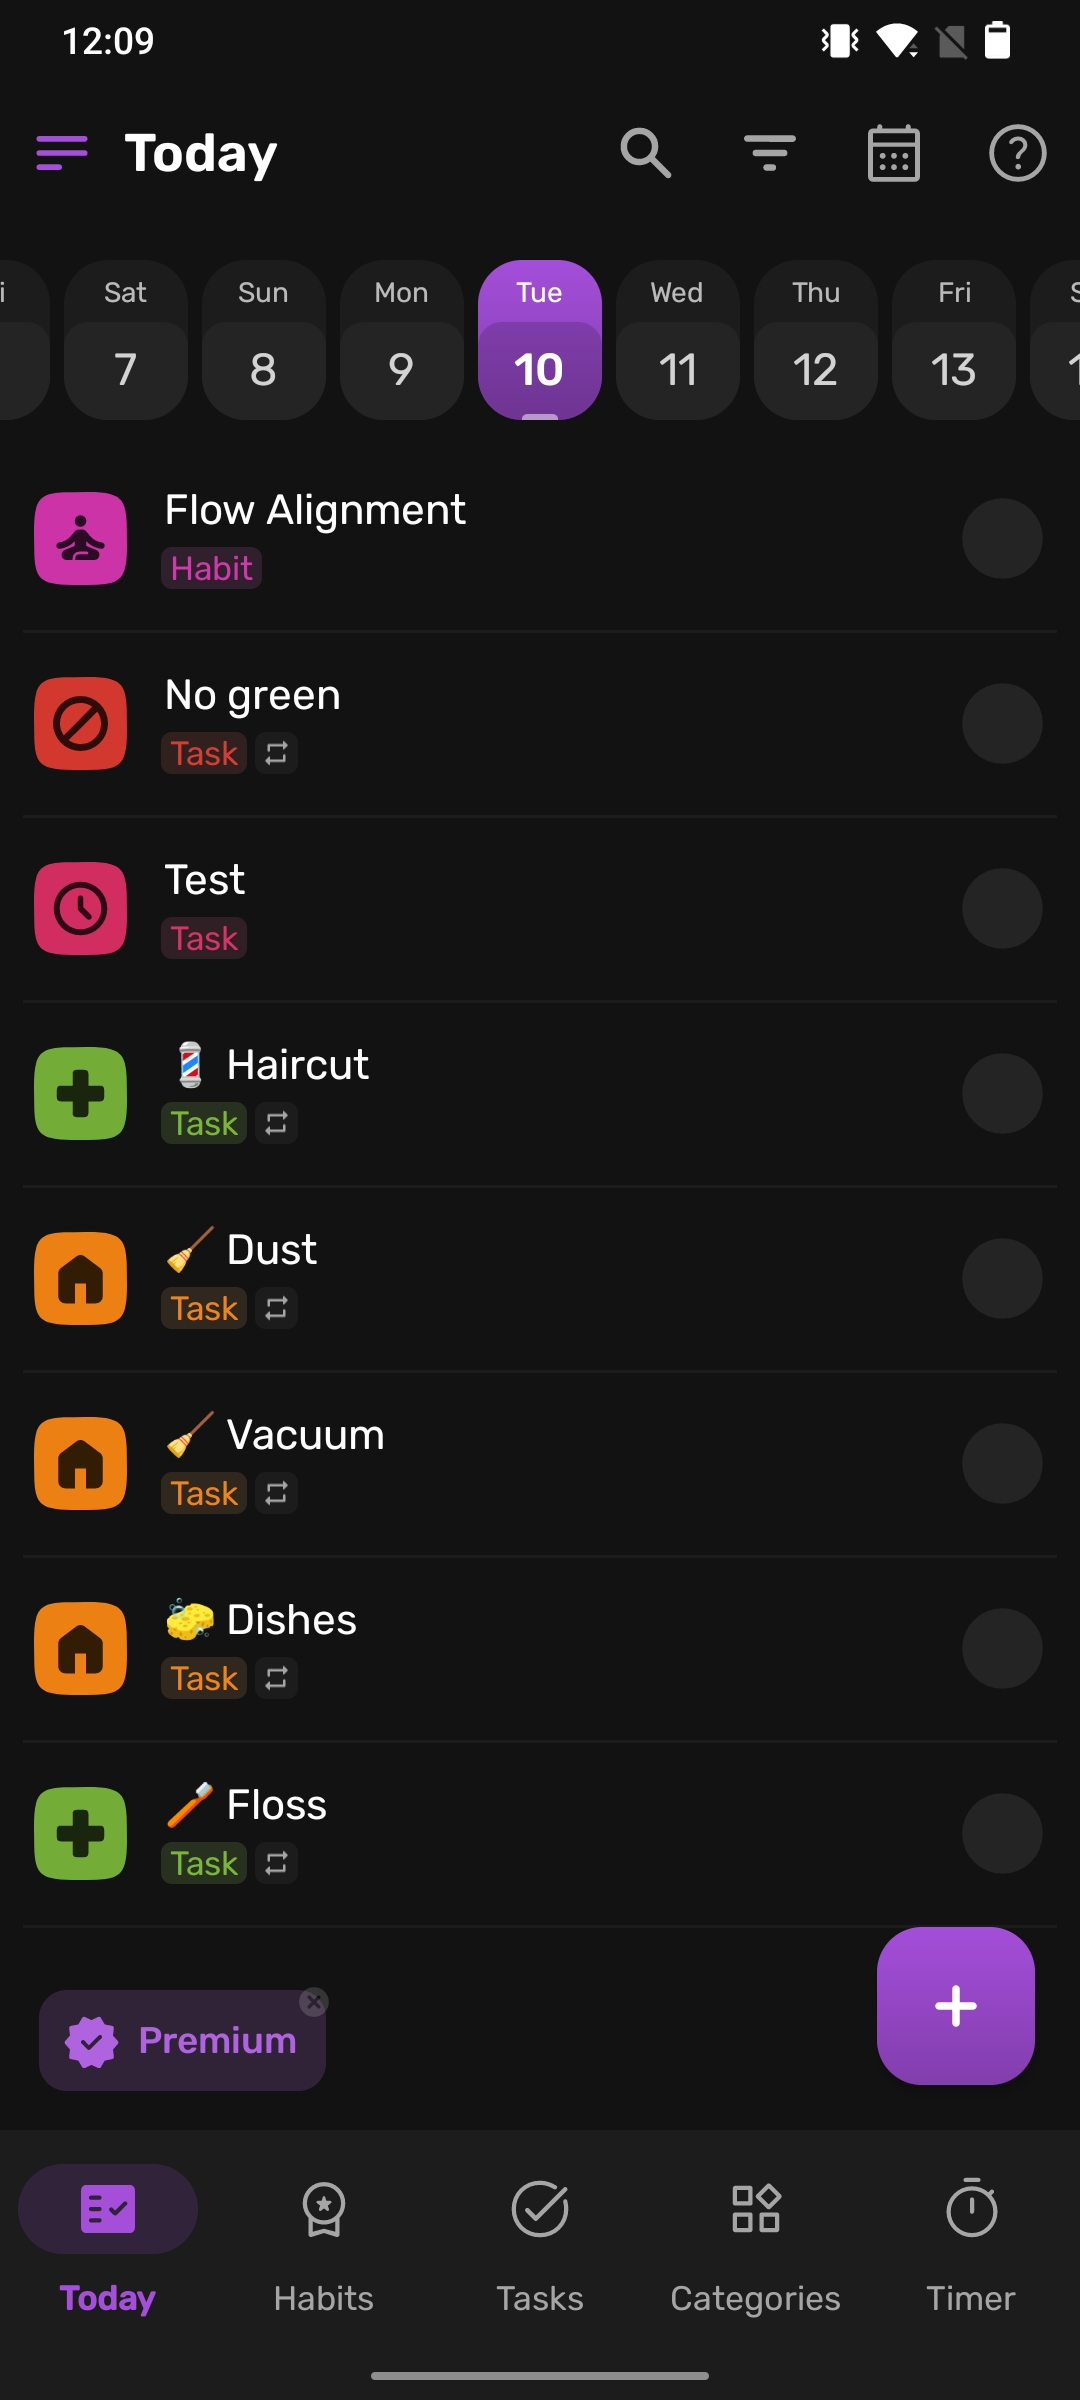 12:09
Today
Sat Sun Mon Tue Wed Thu Fri
7 8 9 10 11 12 13
Flow Alignment
Habit
No green
Task
Test
Task
Haircut
Task
Dust
Task
Vacuum
Task
Dishes
Task
Floss
Task
Premium
Today Habits Tasks Categories Timer